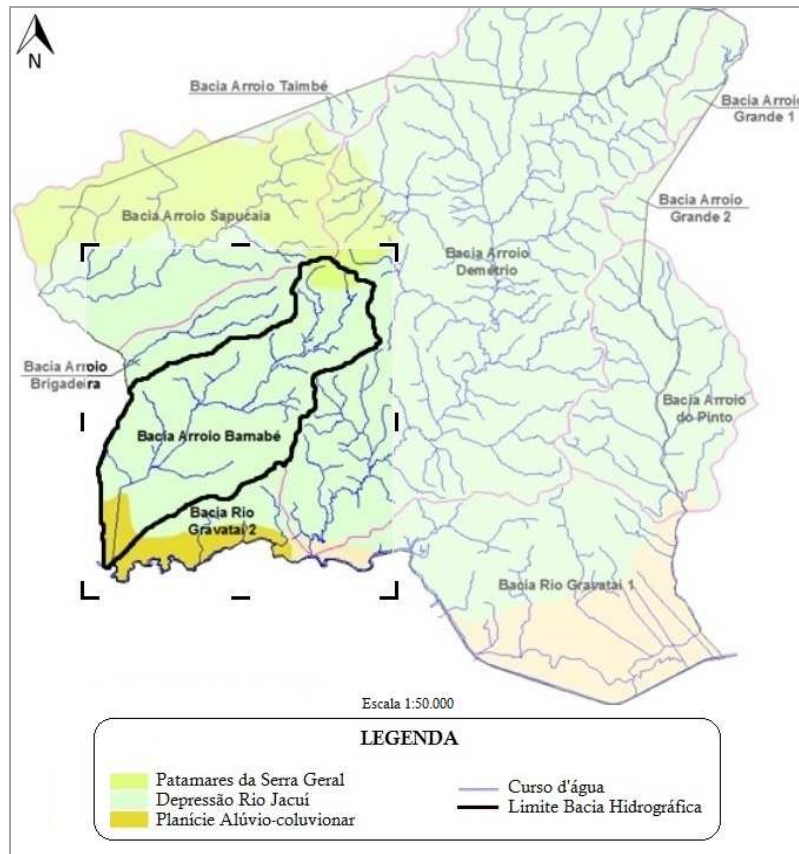 N
Bacia Arroio Taimbé
Bacia Arroio
Grande 1
Bacia Arroio
Grande 2
Bacia Arroio Sapucaia
Bacia Arroio
Demétrio
Bacia Arroio
Brigadeira
Bacia Arroio
do Pinto
Bacia Arroio Barnabé
Bacia Rio
Gravataí 2
Bacia Rio Gravataí 1
Escala 1:50.000
LEGENDA
Patamares da Serra Geral
Depressão Rio Jacuí
Planície Alúvio-coluvionar
Curso d'água
Limite Bacia Hidrográfica